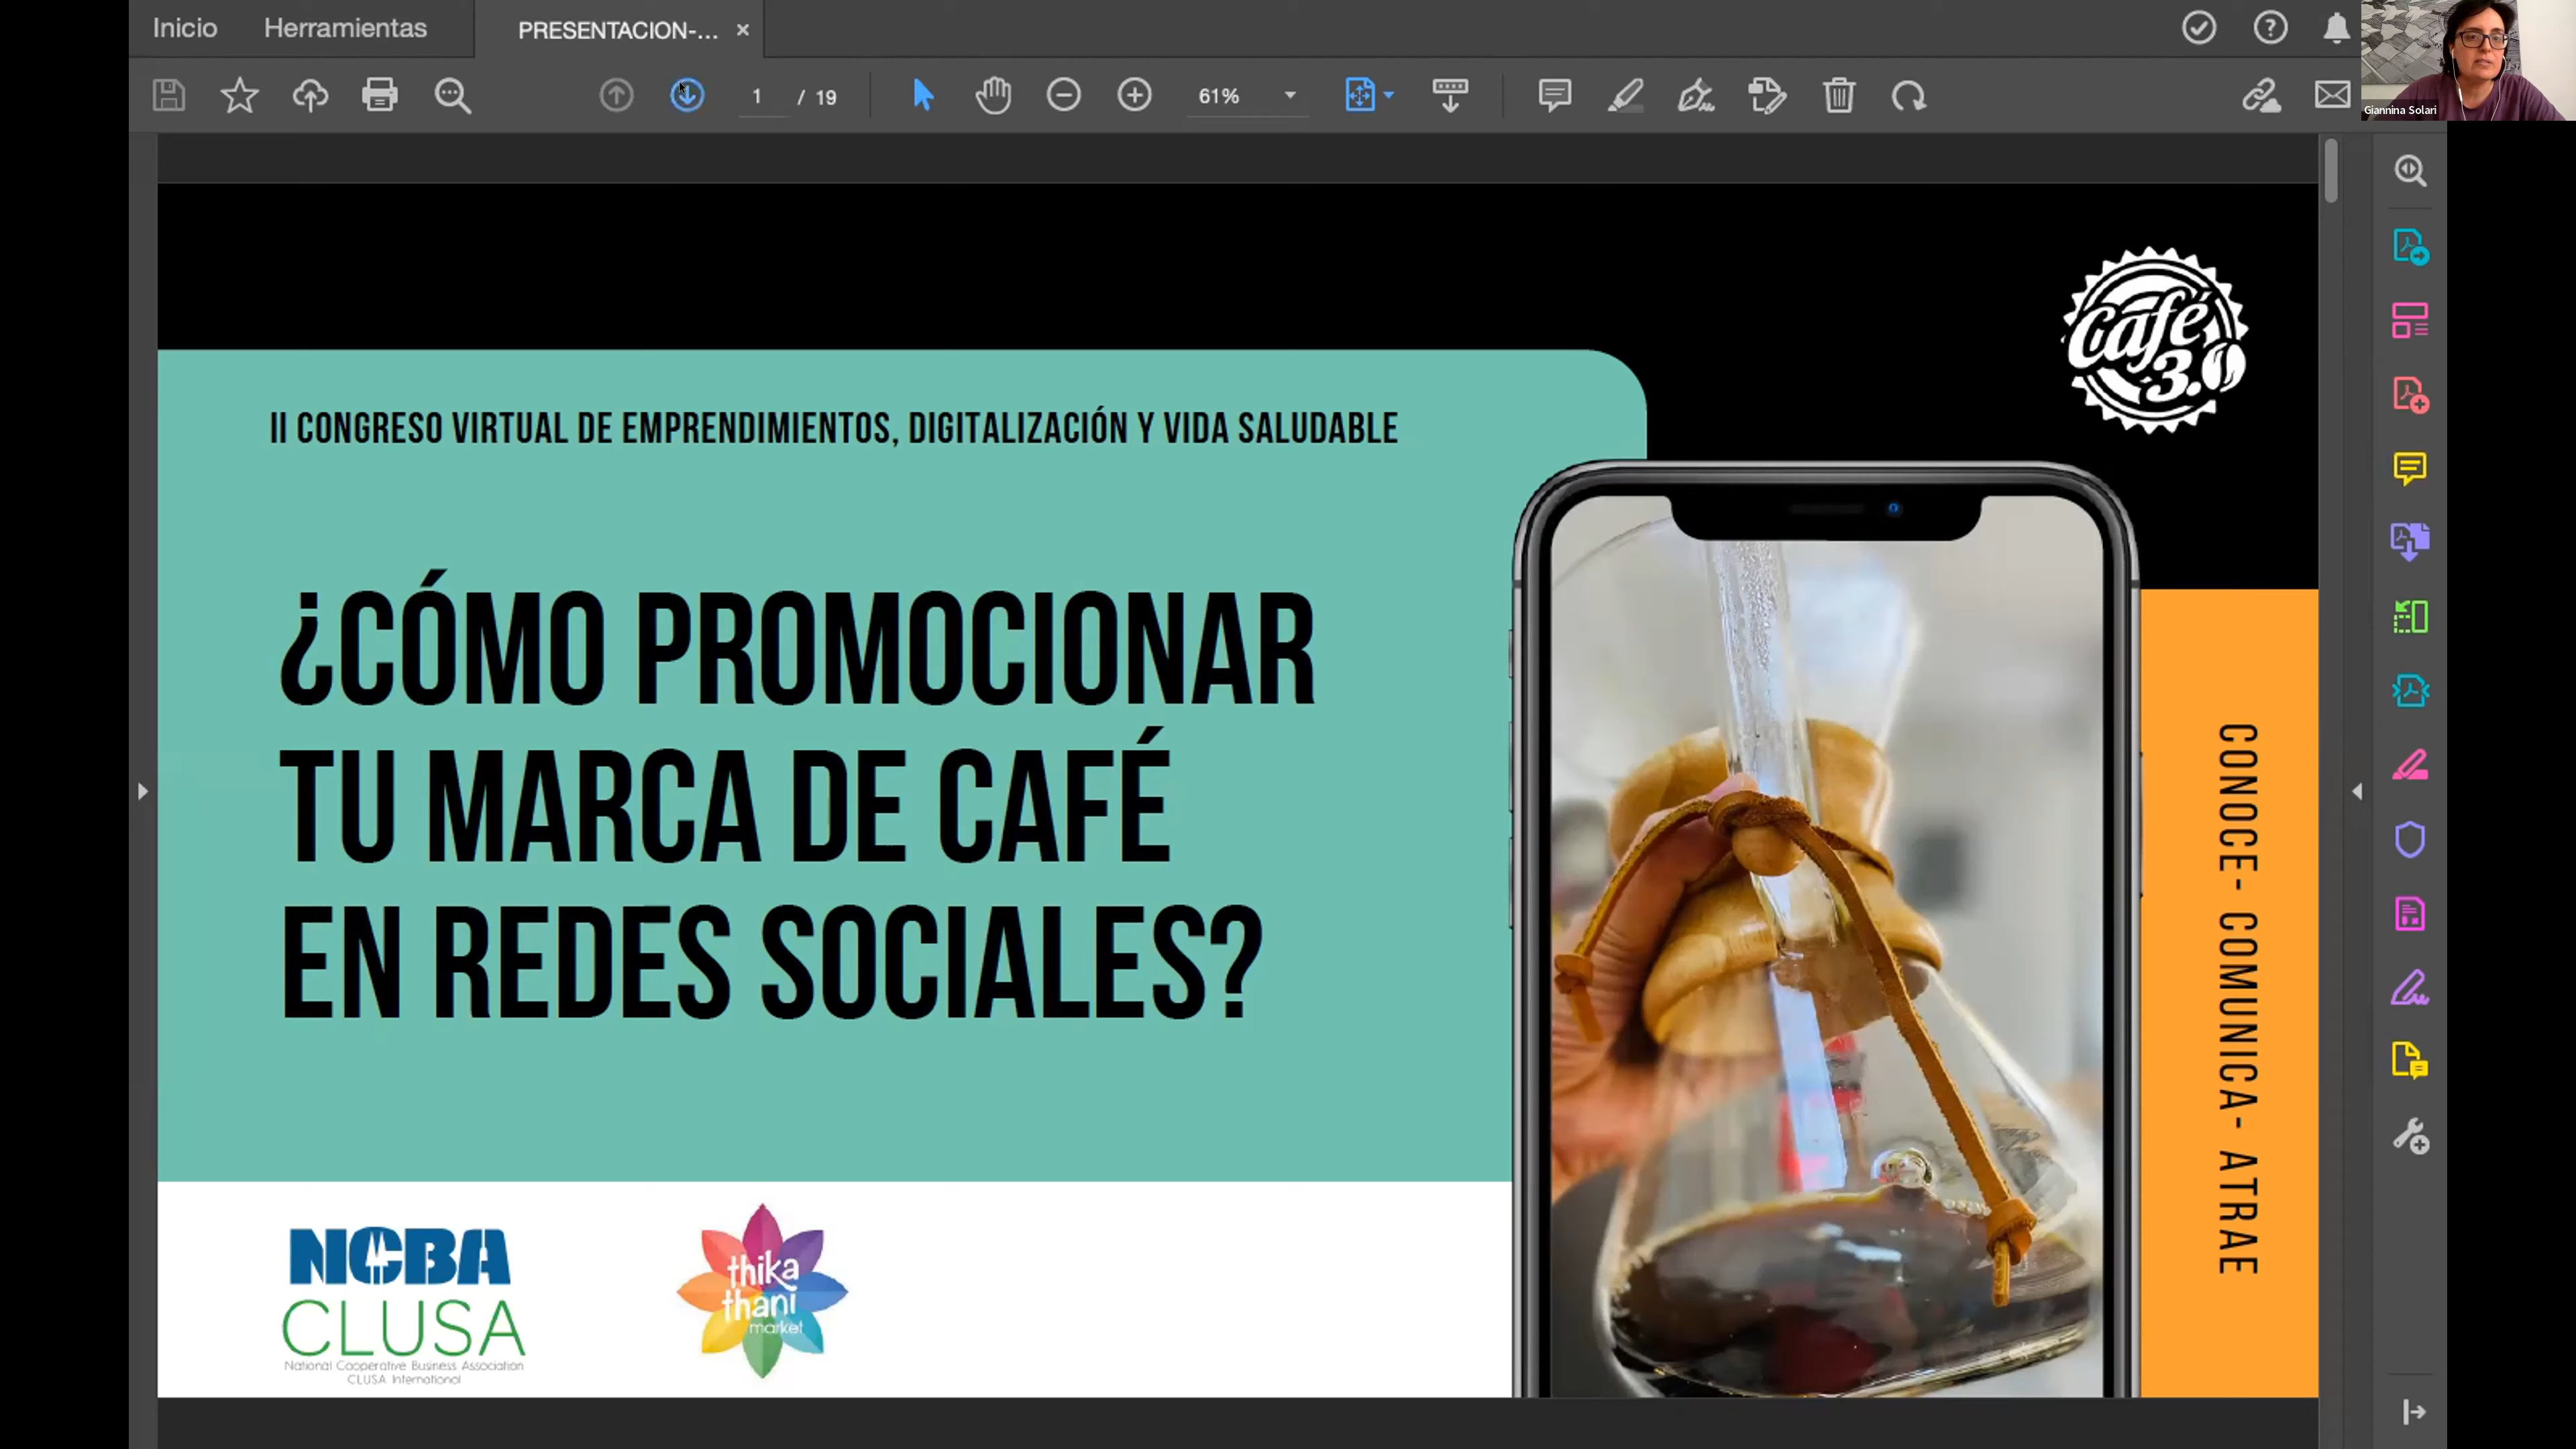 Inicio
Herramientas
PRESENTACION-...
1 / 19
61%
Giannina Solari
Café
3.0
II CONGRESO VIRTUAL DE EMPRENDIMIENTOS, DIGITALIZACIÓN Y VIDA SALUDABLE
¿CÓMO PROMOCIONAR
TU MARCA DE CAFÉ
EN REDES SOCIALES?
CONOCE- COMUNICA- ATRAE
NCBA
CLUSA
National Cooperative Business Association
CLUSA International
thika
thani
market